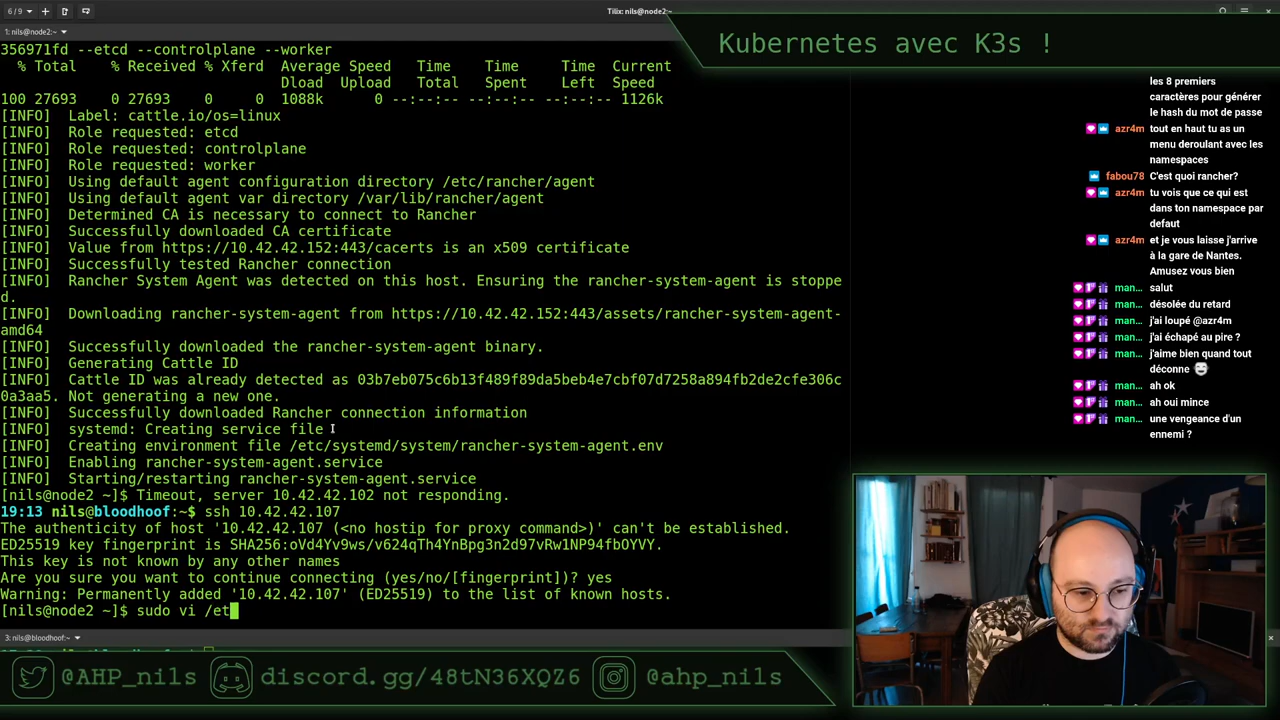 6 / 9
Tilix: nils@node2:~
1: nils@node2:~
Kubernetes avec K3s !
356971fd --etcd --controlplane --worker
% Total % Received % Xferd Average Speed Time Time Time Current
Dload Upload Total Spent Left Speed
100 27693 0 27693 0 0 1088k 0 --:--:-- --:--:-- --:--:-- 1126k
[INFO] Label: cattle.io/os=linux
[INFO] Role requested: etcd
[INFO] Role requested: controlplane
[INFO] Role requested: worker
[INFO] Using default agent configuration directory /etc/rancher/agent
[INFO] Using default agent var directory /var/lib/rancher/agent
[INFO] Determined CA is necessary to connect to Rancher
[INFO] Successfully downloaded CA certificate
[INFO] Value from https://10.42.42.152:443/cacerts is an x509 certificate
[INFO] Successfully tested Rancher connection
[INFO] Rancher System Agent was detected on this host. Ensuring the rancher-system-agent is stoppe
d.
[INFO] Downloading rancher-system-agent from https://10.42.42.152:443/assets/rancher-system-agent-
amd64
[INFO] Successfully downloaded the rancher-system-agent binary.
[INFO] Generating Cattle ID
[INFO] Cattle ID was already detected as 03b7eb075c6b13f489f89da5beb4e7cbf07d7258a894fb2de2cfe306c
0a3aa5. Not generating a new one.
[INFO] Successfully downloaded Rancher connection information
[INFO] systemd: Creating service file
[INFO] Creating environment file /etc/systemd/system/rancher-system-agent.env
[INFO] Enabling rancher-system-agent.service
[INFO] Starting/restarting rancher-system-agent.service
[nils@node2 ~]$ Timeout, server 10.42.42.102 not responding.
19:13 nils@bloodhoof:~$ ssh 10.42.42.107
The authenticity of host '10.42.42.107 (<no hostip for proxy command>)' can't be established.
ED25519 key fingerprint is SHA256:oVd4Yv9ws/v624qTh4YnBpg3n2d97vRw1NP94fbOYVY.
This key is not known by any other names
Are you sure you want to continue connecting (yes/no/[fingerprint])? yes
Warning: Permanently added '10.42.42.107' (ED25519) to the list of known hosts.
[nils@node2 ~]$ sudo vi /et
3: nils@bloodhoof:~
les 8 premiers
caractères pour générer
le hash du mot de passe
azr4m tout en haut tu as un
menu deroulant avec les
namespaces
fabou78 C'est quoi rancher?
azr4m tu vois que ce qui est
dans ton namespace par
defaut
azr4m et je vous laisse j'arrive
à la gare de Nantes.
Amusez vous bien
man... salut
man... désolée du retard
man... j'ai loupé @azr4m
man... j'ai échapé au pire ?
man... j'aime bien quand tout
déconne
man... ah ok
man... ah oui mince
man... une vengeance d'un
ennemi ?
@AHP_nils
discord.gg/48tN36XQZ6
@ahp_nils